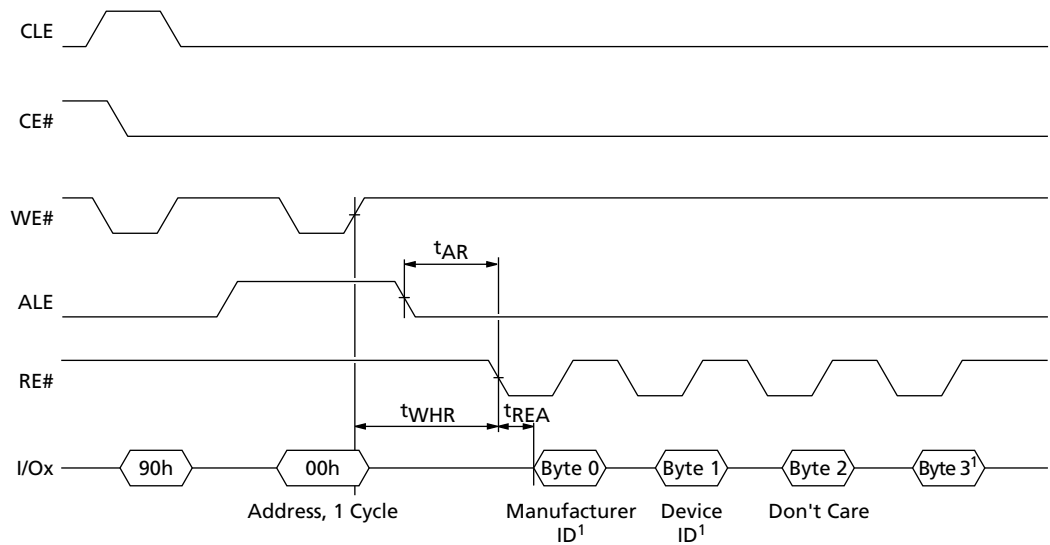 CLE
CE#
WE#
tAR
ALE
RE#
tWHR tREA
I/Ox 90h 00h Byte 0 Byte 1 Byte 2 Byte 3¹
Address, 1 Cycle Manufacturer Device Don't Care
ID¹ ID¹